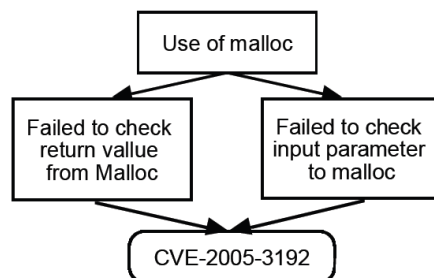 Use of malloc
Failed to check
return vallue
from Malloc
Failed to check
input parameter
to malloc
CVE-2005-3192